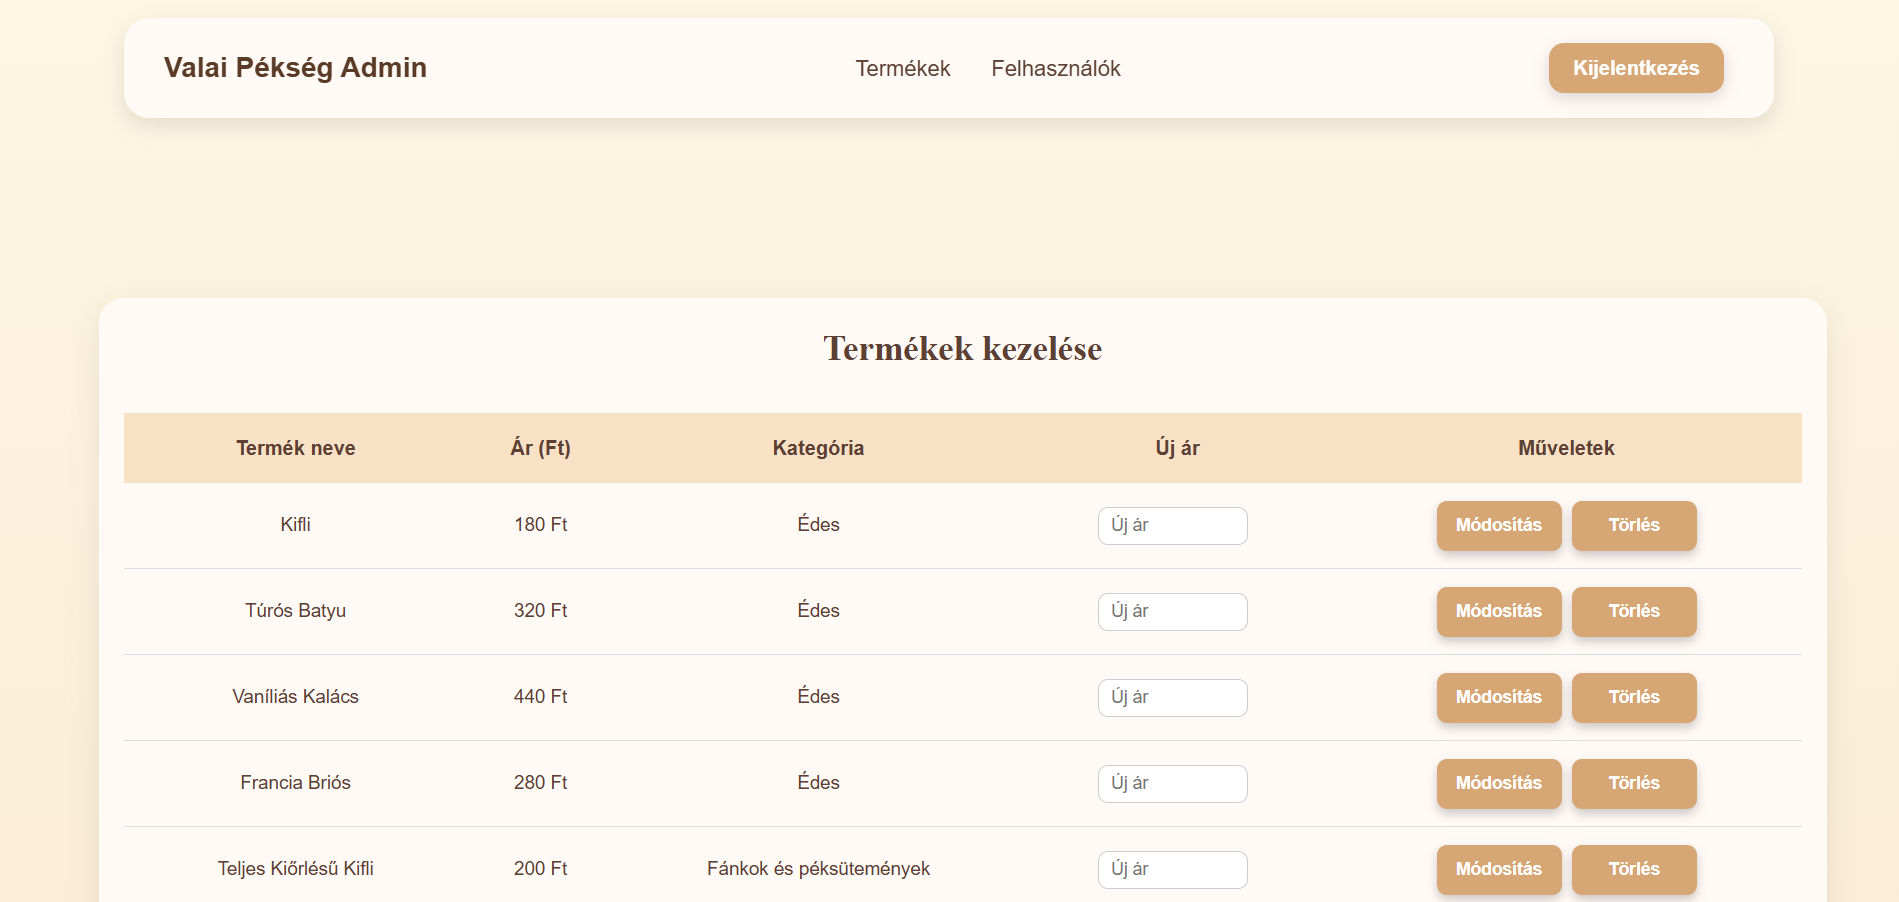 Valai Pékség Admin
Termékek Felhasználók
Kijelentkezés
Termékek kezelése
Termék neve Ár (Ft) Kategória Új ár Műveletek
Kifli 180 Ft Édes Új ár Módosítás Törlés
Túrós Batyu 320 Ft Édes Új ár Módosítás Törlés
Vaníliás Kalács 440 Ft Édes Új ár Módosítás Törlés
Francia Briós 280 Ft Édes Új ár Módosítás Törlés
Teljes Kiőrlésű Kifli 200 Ft Fánkok és péksütemények Új ár Módosítás Törlés